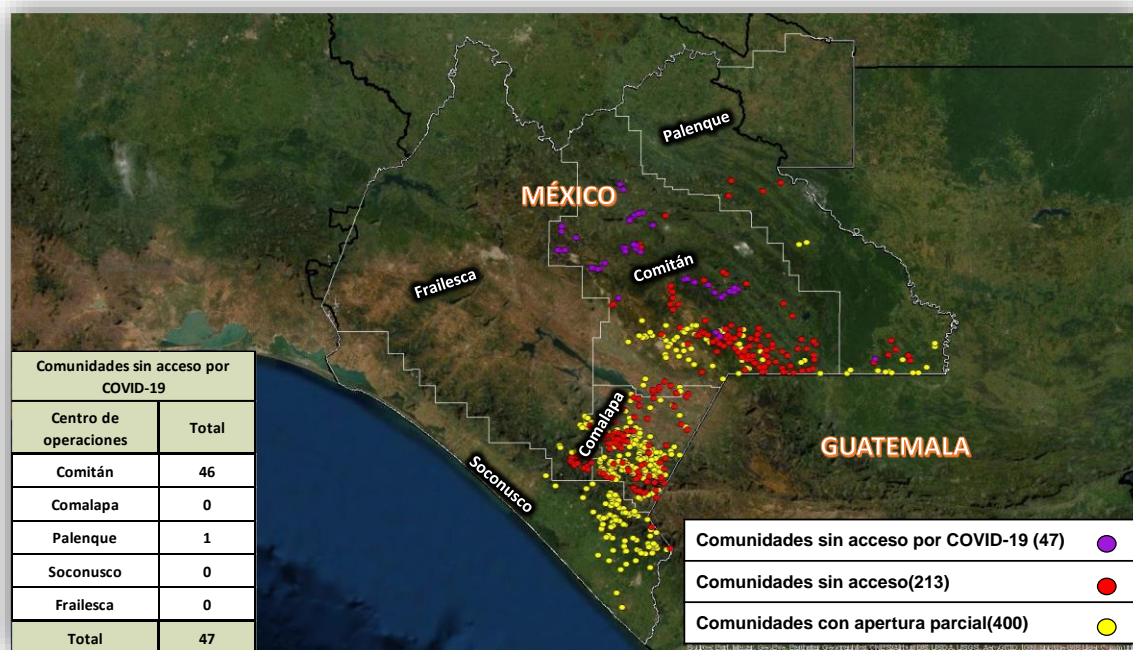 Palenque
MÉXICO
Comitán
Frailesca
Comalapa
Soconusco
GUATEMALA
Comunidades sin acceso por
COVID-19
Centro de
operaciones
Total
Comitán
46
Comalapa
0
Palenque
1
Soconusco
0
Frailesca
0
Total
47
Comunidades sin acceso por COVID-19 (47)
Comunidades sin acceso(213)
Comunidades con apertura parcial(400)